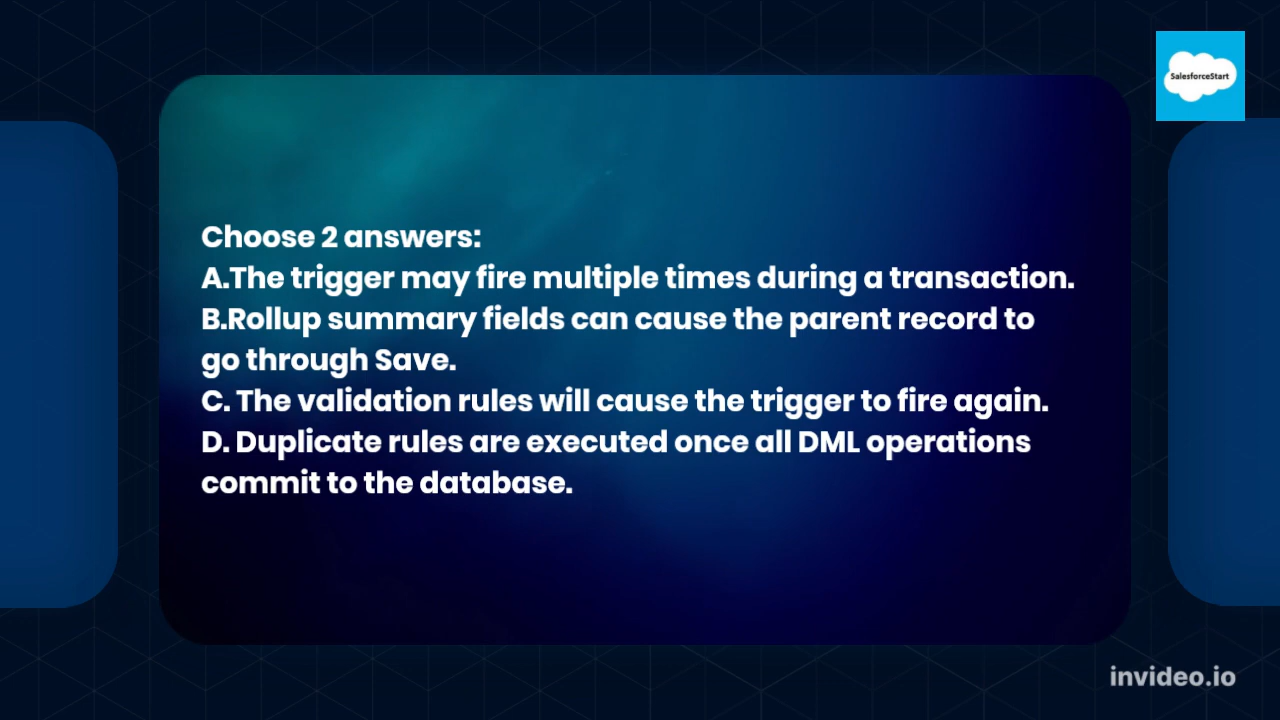 SalesforceStart
Choose 2 answers:
A.The trigger may fire multiple times during a transaction.
B.Rollup summary fields can cause the parent record to
go through Save.
C. The validation rules will cause the trigger to fire again.
D. Duplicate rules are executed once all DML operations
commit to the database.
invideo.io